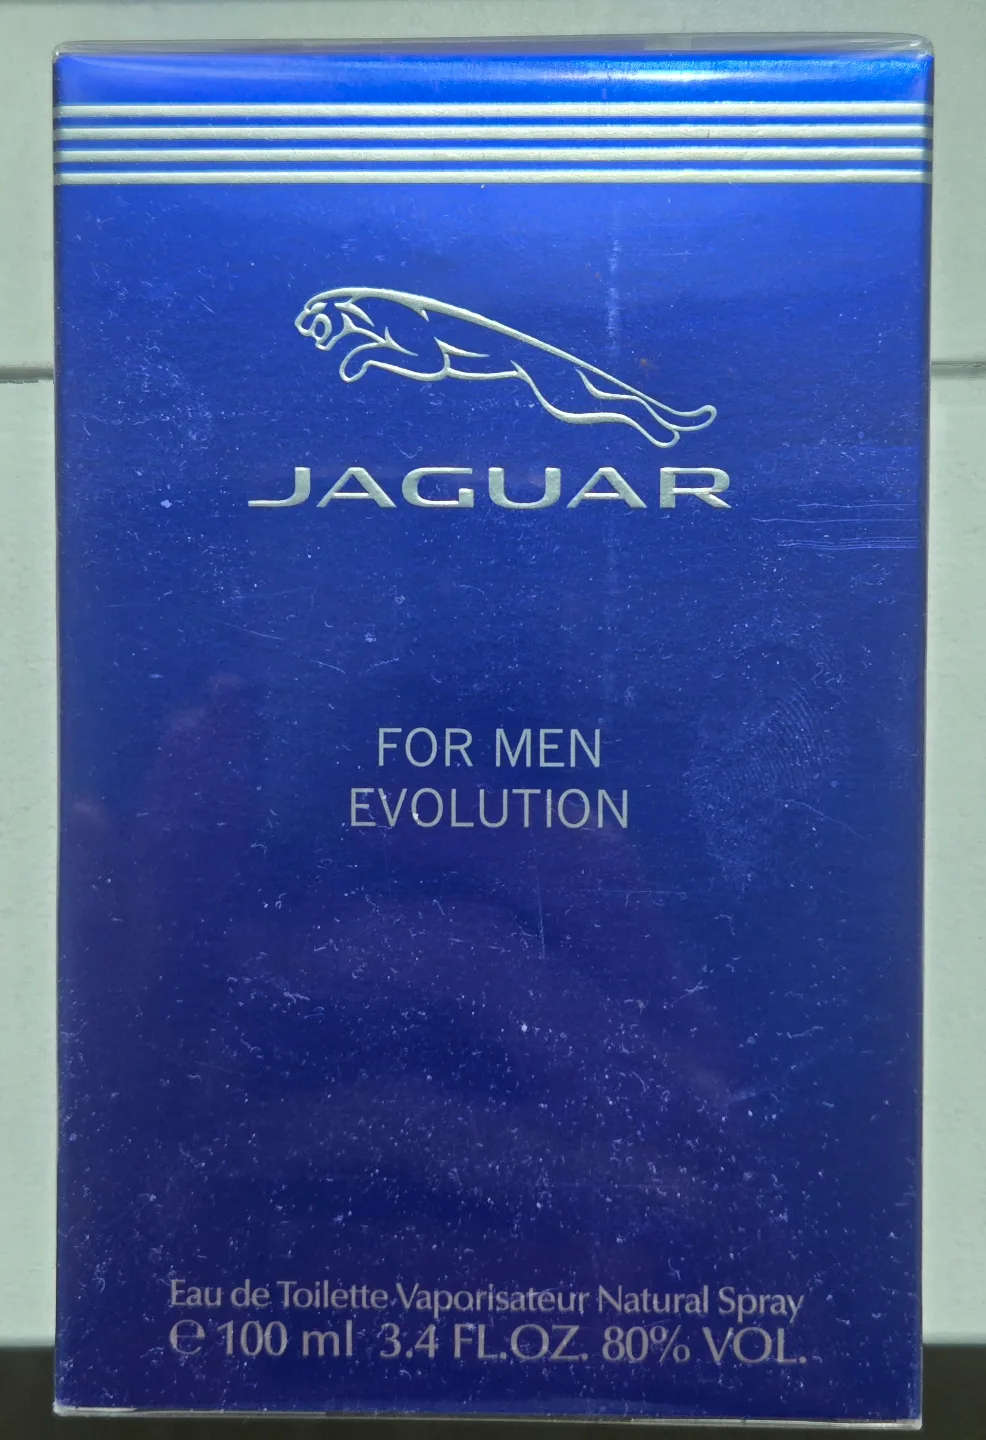 JAGUAR
FOR MEN
EVOLUTION
Eau de Toilette Vaporisateur Natural Spray
℮ 100 ml 3.4 FL.OZ. 80% VOL.